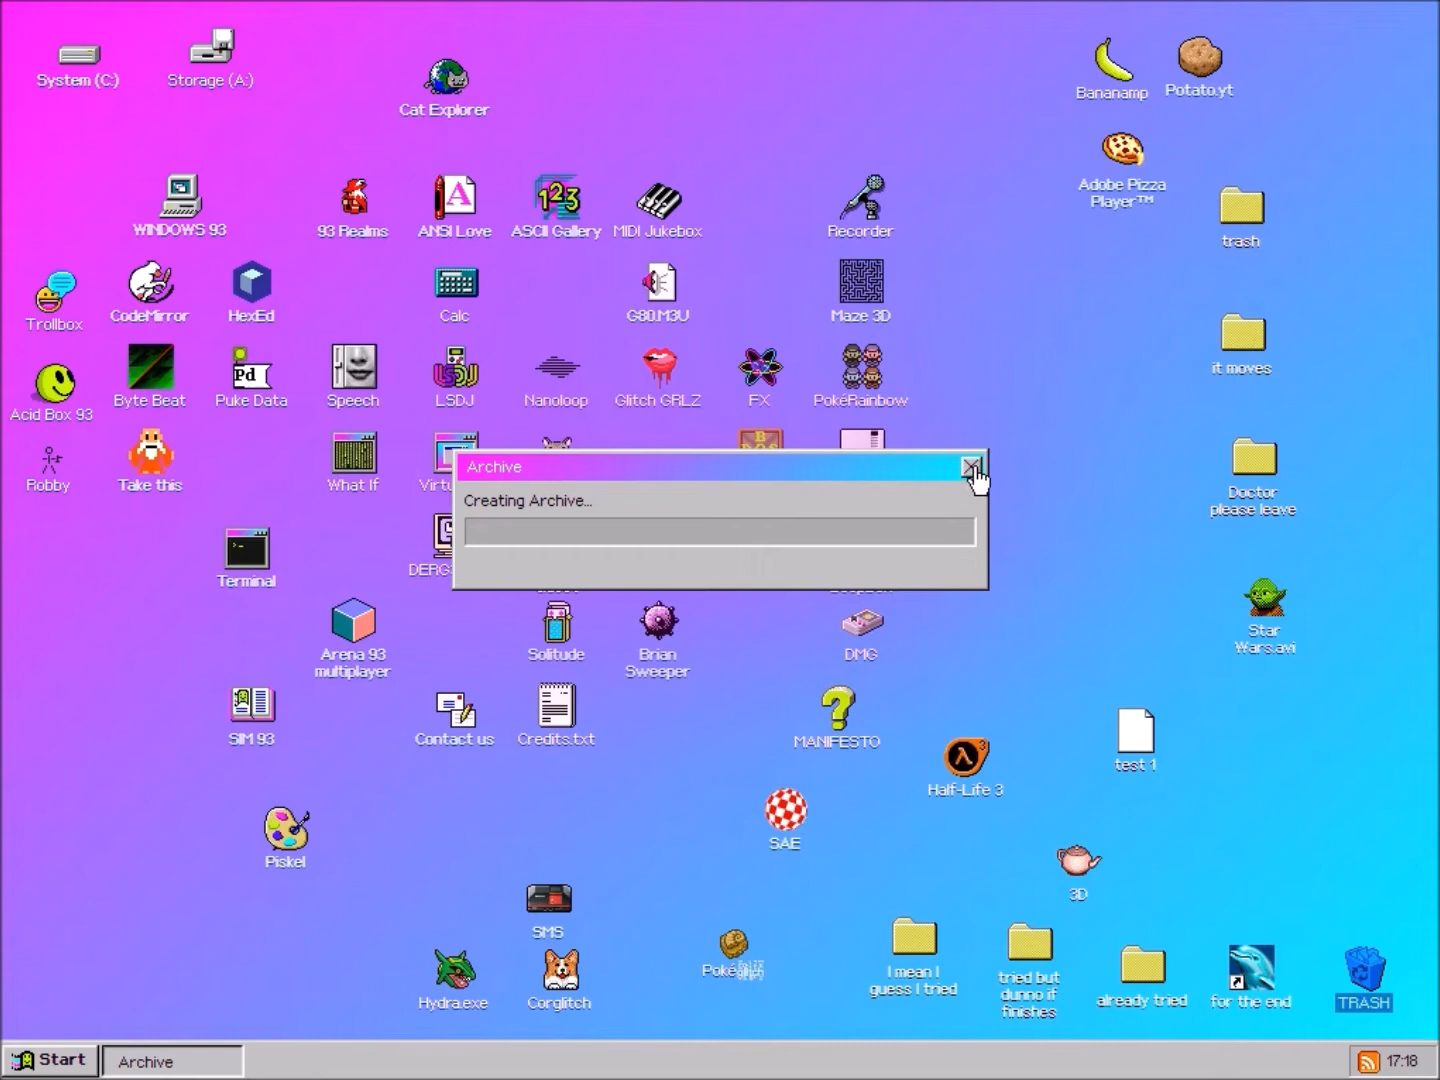 System (C:)
Storage (A:)
Cat Explorer
Bananamp
Potato.yt
Adobe Pizza
Player™
WINDOWS 93
93 Realms
ANSI Love
ASCII Gallery
MIDI Jukebox
Recorder
trash
Trollbox
CodeMirror
HexEd
Calc
G80.M3U
Maze 3D
it moves
Acid Box 93
Byte Beat
Puke Data
Speech
LSDJ
Nanoloop
Glitch GRLZ
FX
PokéRainbow
Robby
Take this
What If
Archive
Creating Archive...
Doctor
please leave
Terminal
Star
Wars.avi
Arena 93
multiplayer
Solitude
Brian
Sweeper
DMG
SIM 93
Contact us
Credits.txt
MANIFESTO
Half-Life 3
test 1
Piskel
SAE
3D
SMS
Hydra.exe
Corglitch
I mean I
guess I tried
tried but
dunno if
finishes
already tried
for the end
TRASH
Start
Archive
17:18